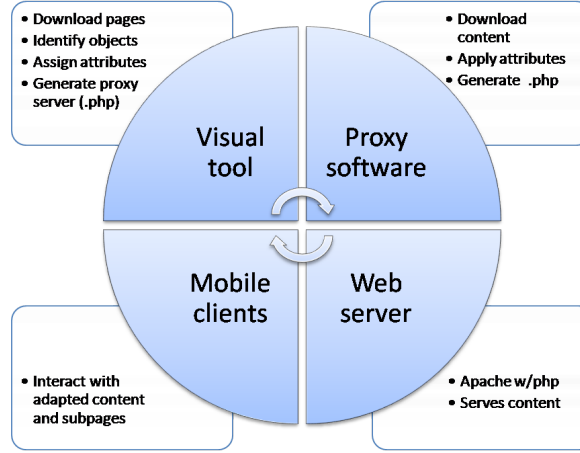 • Download pages
• Identify objects
• Assign attributes
• Generate proxy
server (.php)
• Download
content
• Apply attributes
• Generate .php
Visual
tool
Proxy
software
Mobile
clients
Web
server
• Interact with
adapted content
and subpages
• Apache w/php
• Serves content